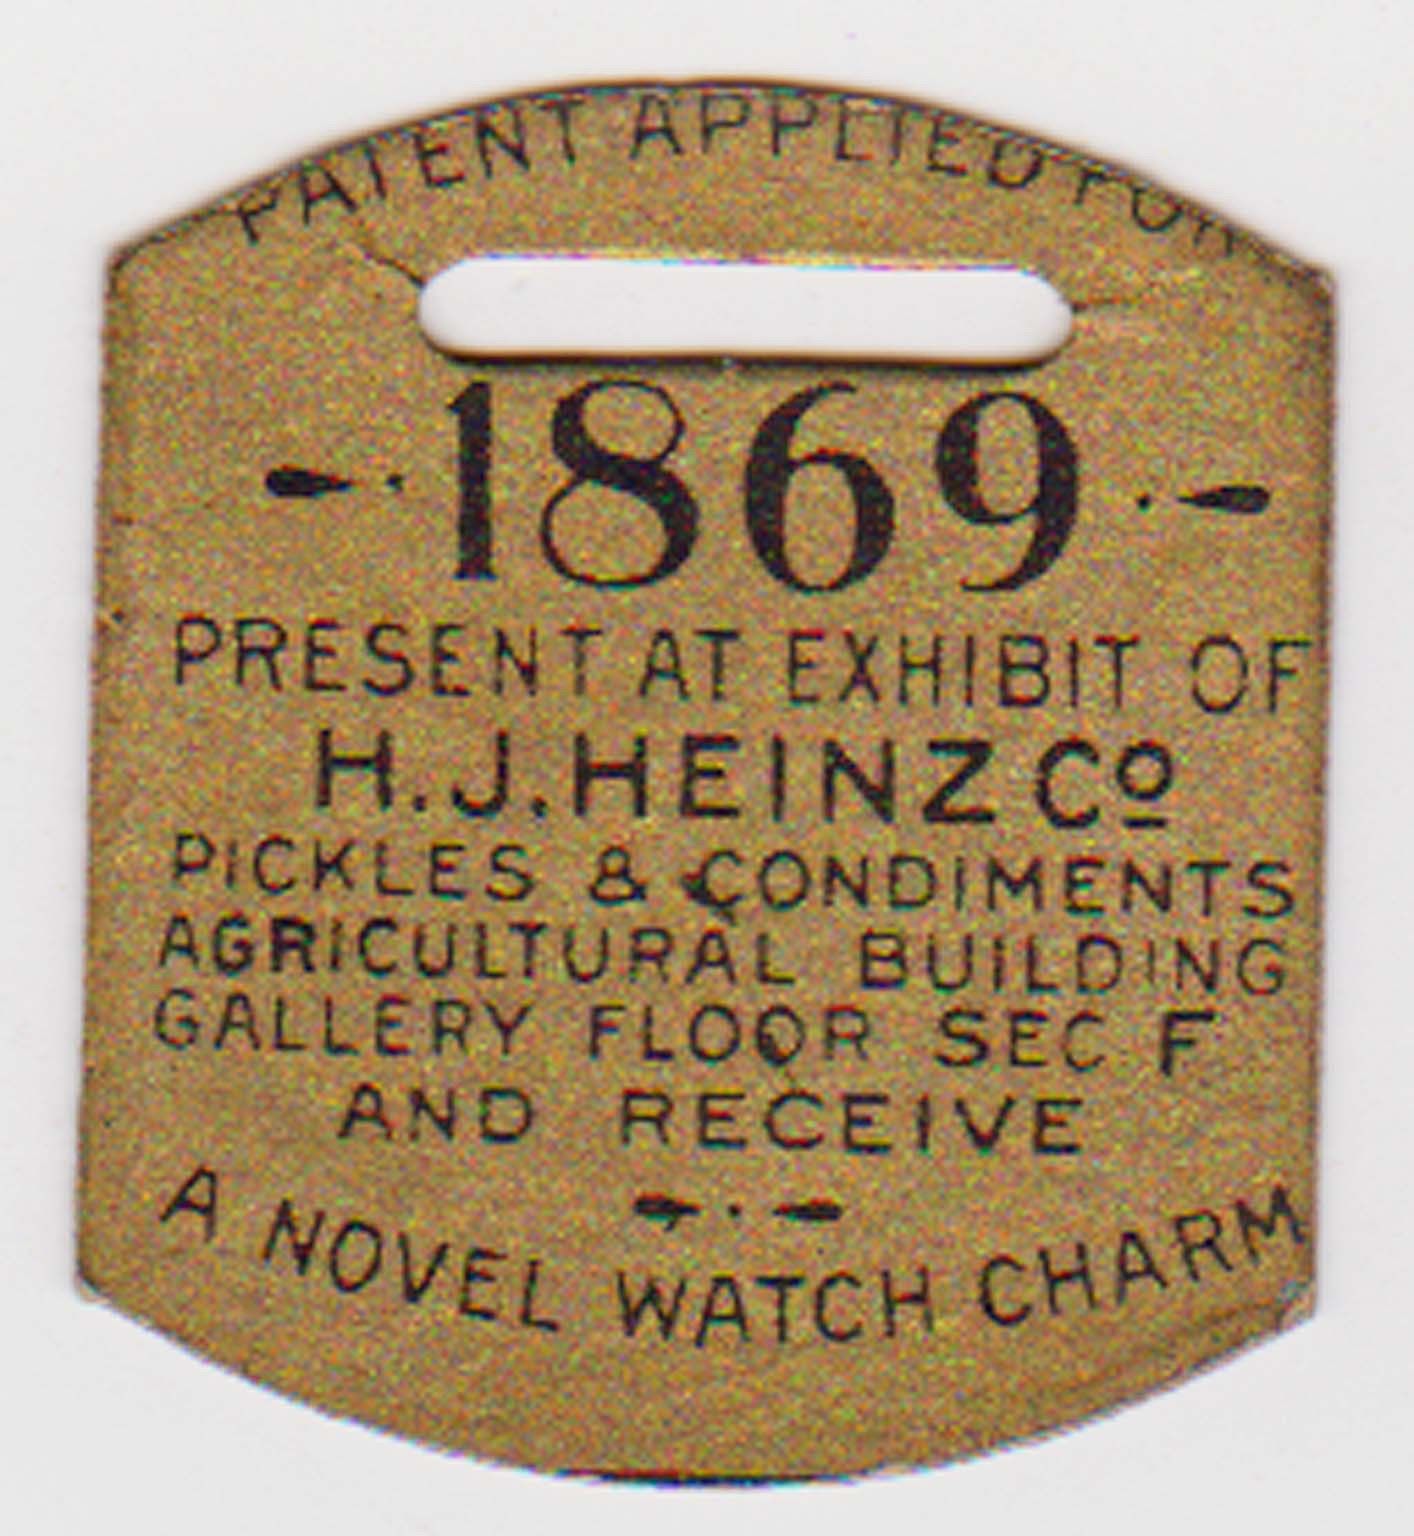 PATENT APPLIED FOR
1869
PRESENT AT EXHIBIT OF
H.J. HEINZ Co
PICKLES & CONDIMENTS
AGRICULTURAL BUILDING
GALLERY FLOOR SEC F
AND RECEIVE
A NOVEL WATCH CHARM